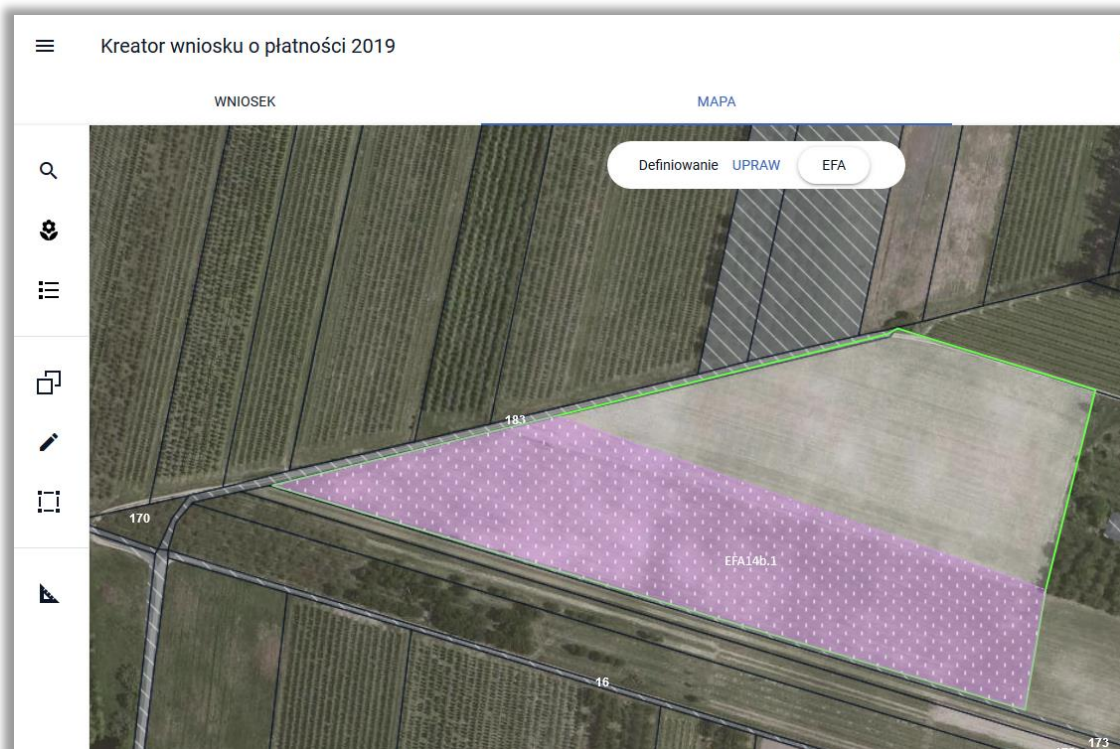 Kreator wniosku o płatności 2019
WNIOSEK
MAPA
Definiowanie UPRAW EFA
183
170
EFA14b.1
16
173